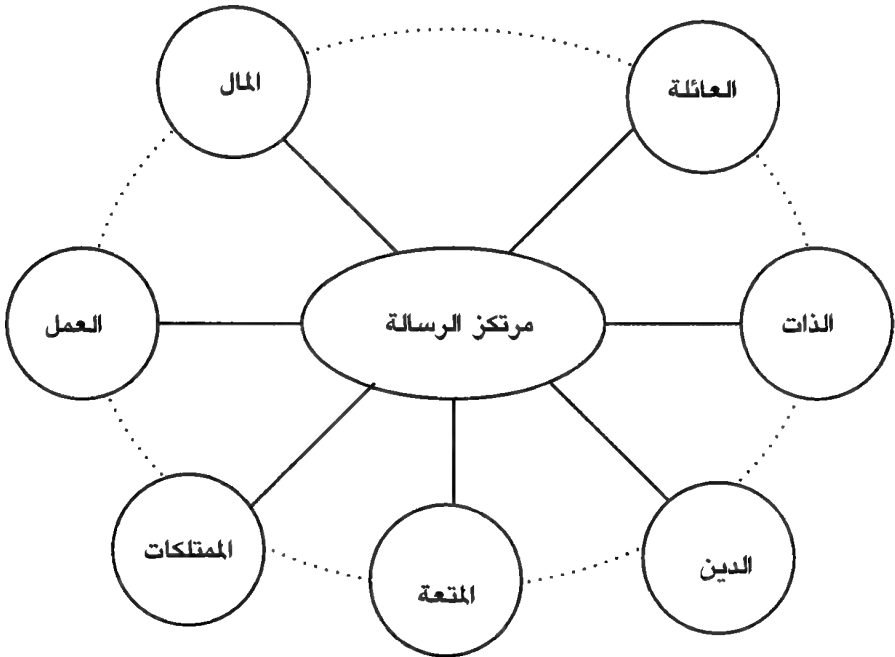 العائلة
المال
الذات
مرتكز الرسالة
العمل
الدين
المتعة
الممتلكات